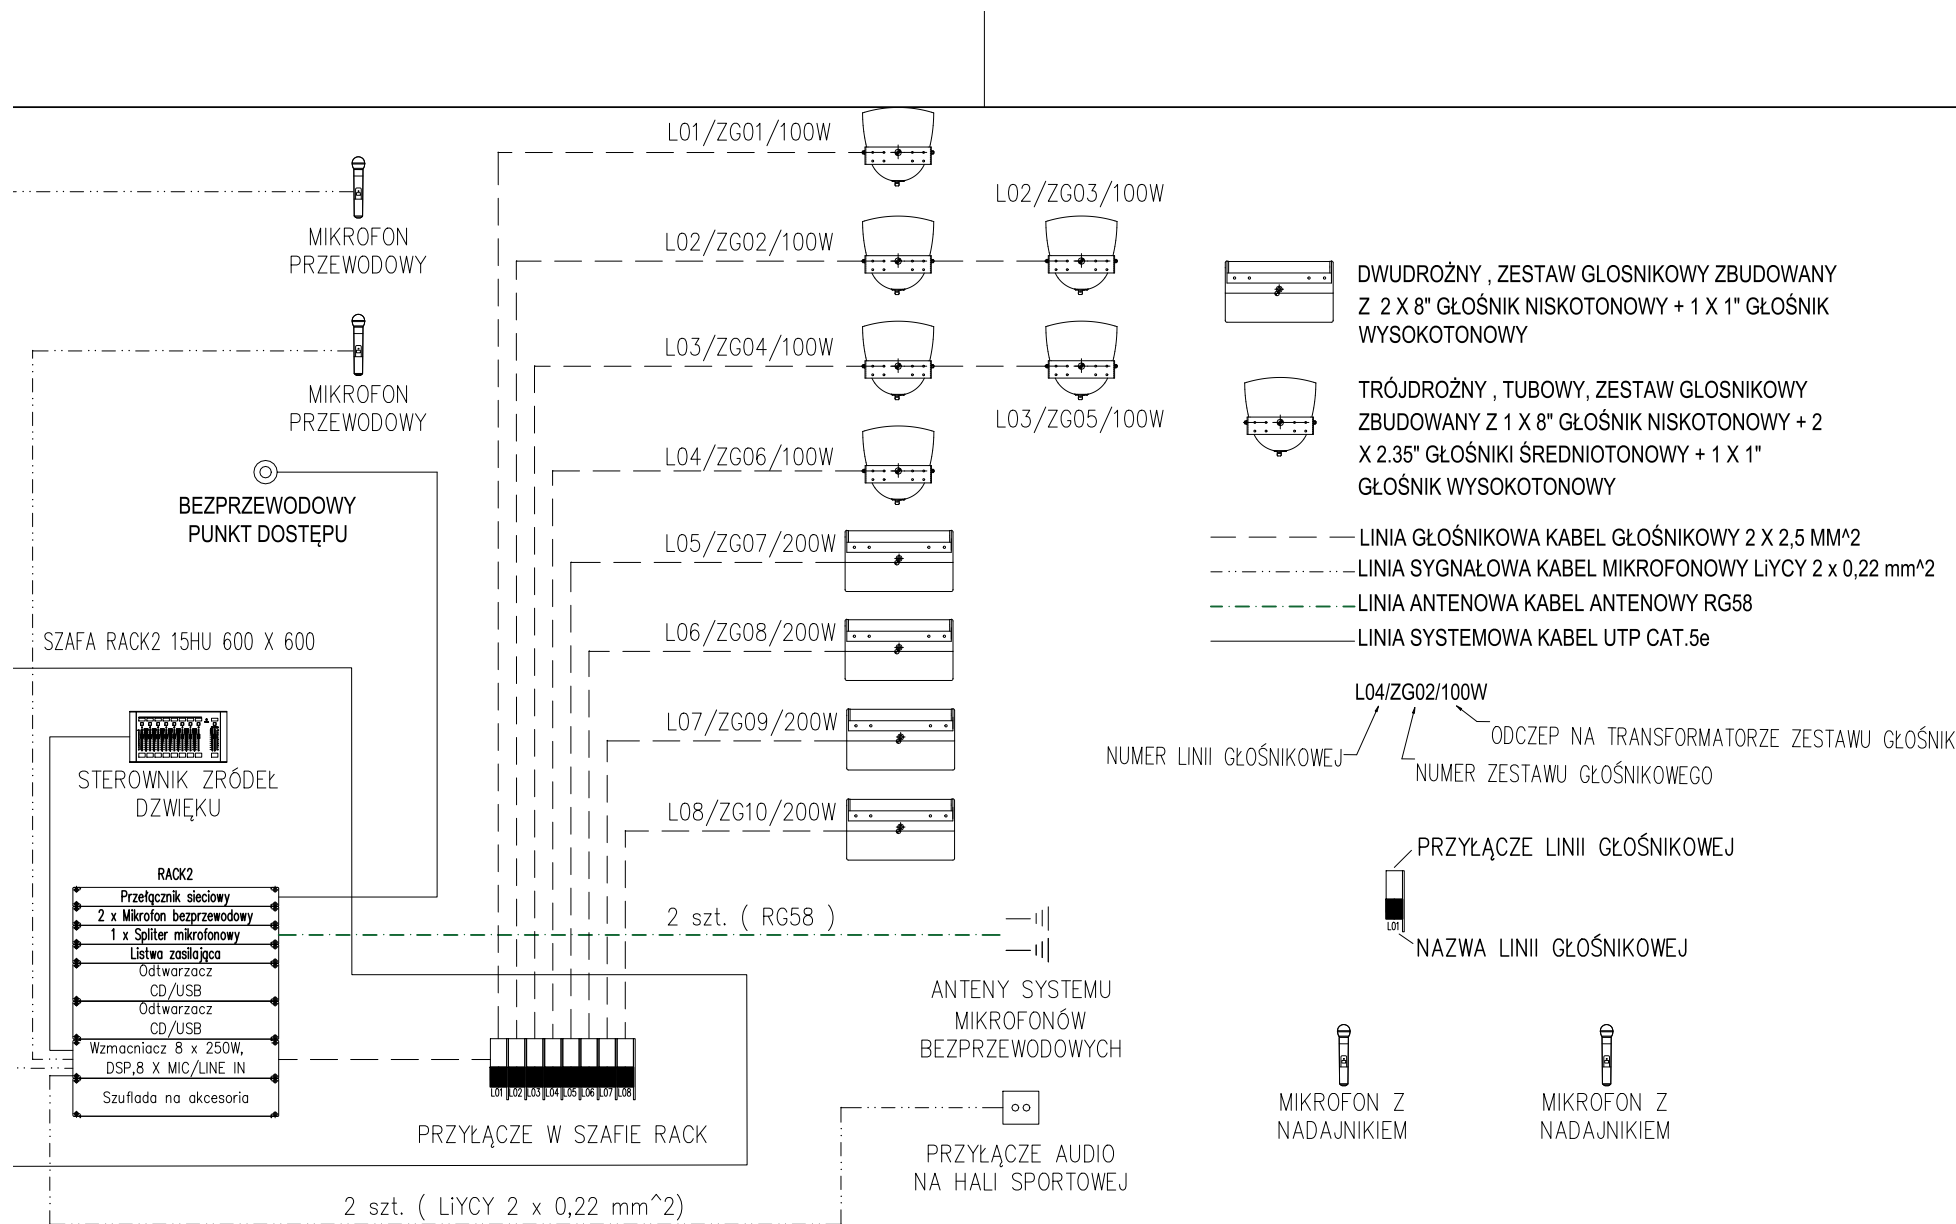 L01/ZG01/100W
MIKROFON
PRZEWODOWY
L02/ZG03/100W
L02/ZG02/100W
L03/ZG04/100W
MIKROFON
PRZEWODOWY
L03/ZG05/100W
L04/ZG06/100W
BEZPRZEWODOWY
PUNKT DOSTĘPU
L05/ZG07/200W
L06/ZG08/200W
SZAFA RACK2 15HU 600 X 600
L07/ZG09/200W
STEROWNIK ZRÓDEŁ
DZWIĘKU
L08/ZG10/200W
DWUDROŻNY , ZESTAW GLOSNIKOWY ZBUDOWANY
Z 2 X 8" GŁOŚNIK NISKOTONOWY + 1 X 1" GŁOŚNIK
WYSOKOTONOWY
TRÓJDROŻNY , TUBOWY, ZESTAW GLOSNIKOWY
ZBUDOWANY Z 1 X 8" GŁOŚNIK NISKOTONOWY + 2
X 2.35" GŁOŚNIKI ŚREDNIOTONOWY + 1 X 1"
GŁOŚNIK WYSOKOTONOWY
LINIA GŁOŚNIKOWA KABEL GŁOŚNIKOWY 2 X 2,5 MM^2
LINIA SYGNAŁOWA KABEL MIKROFONOWY LiYCY 2 x 0,22 mm^2
LINIA ANTENOWA KABEL ANTENOWY RG58
LINIA SYSTEMOWA KABEL UTP CAT.5e
L04/ZG02/100W
ODCZEP NA TRANSFORMATORZE ZESTAWU GŁOŚNIK
NUMER LINII GŁOŚNIKOWEJ
NUMER ZESTAWU GŁOŚNIKOWEGO
PRZYŁĄCZE LINII GŁOŚNIKOWEJ
L01
NAZWA LINII GŁOŚNIKOWEJ
RACK2
Przełącznik sieciowy
2 x Mikrofon bezprzewodowy
1 x Spliter mikrofonowy
Listwa zasilająca
Odtwarzacz
CD/USB
Odtwarzacz
CD/USB
Wzmacniacz 8 x 250W,
DSP,8 X MIC/LINE IN
Szuflada na akcesoria
2 szt. ( RG58 )
ANTENY SYSTEMU
MIKROFONÓW
BEZPRZEWODOWYCH
L01 L02 L03 L04 L05 L06 L07 L08
PRZYŁĄCZE W SZAFIE RACK
PRZYŁĄCZE AUDIO
NA HALI SPORTOWEJ
MIKROFON Z
NADAJNIKIEM
MIKROFON Z
NADAJNIKIEM
2 szt. ( LiYCY 2 x 0,22 mm^2)